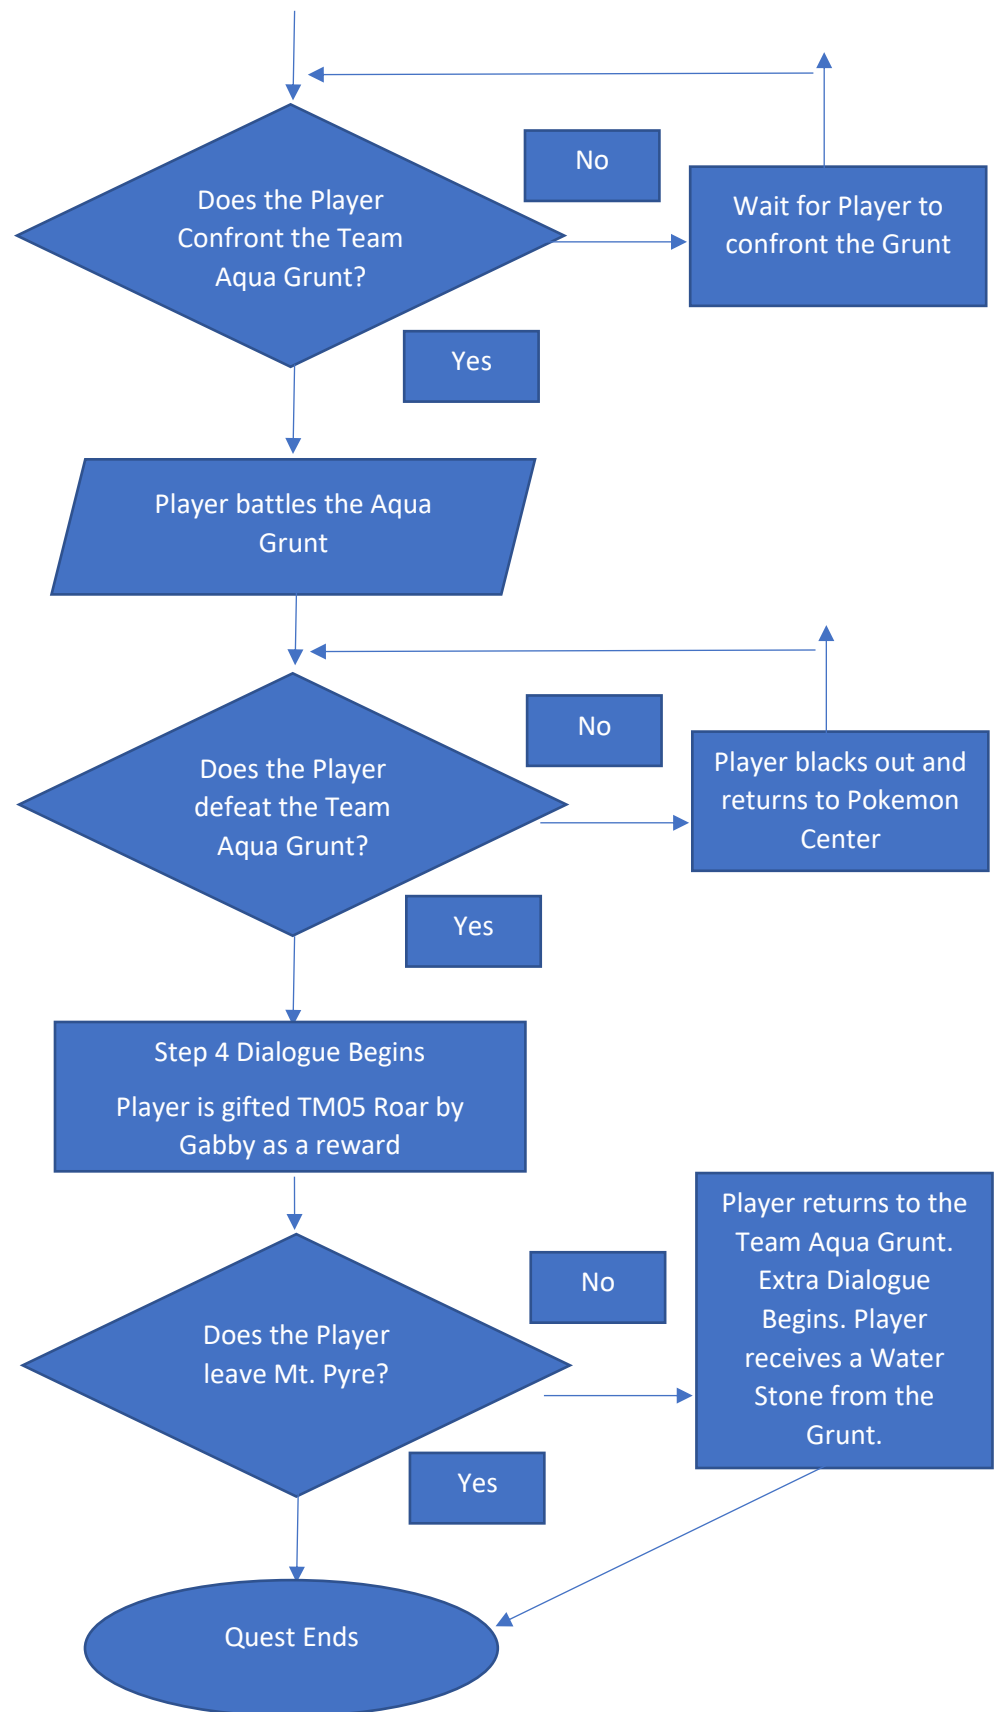 Does the Player
Confront the Team
Aqua Grunt?
No
Wait for Player to
confront the Grunt
Yes
Player battles the Aqua
Grunt
Does the Player
defeat the Team
Aqua Grunt?
No
Player blacks out and
returns to Pokemon
Center
Yes
Step 4 Dialogue Begins
Player is gifted TM05 Roar by
Gabby as a reward
Does the Player
leave Mt. Pyre?
No
Player returns to the
Team Aqua Grunt.
Extra Dialogue
Begins. Player
receives a Water
Stone from the
Grunt.
Yes
Quest Ends